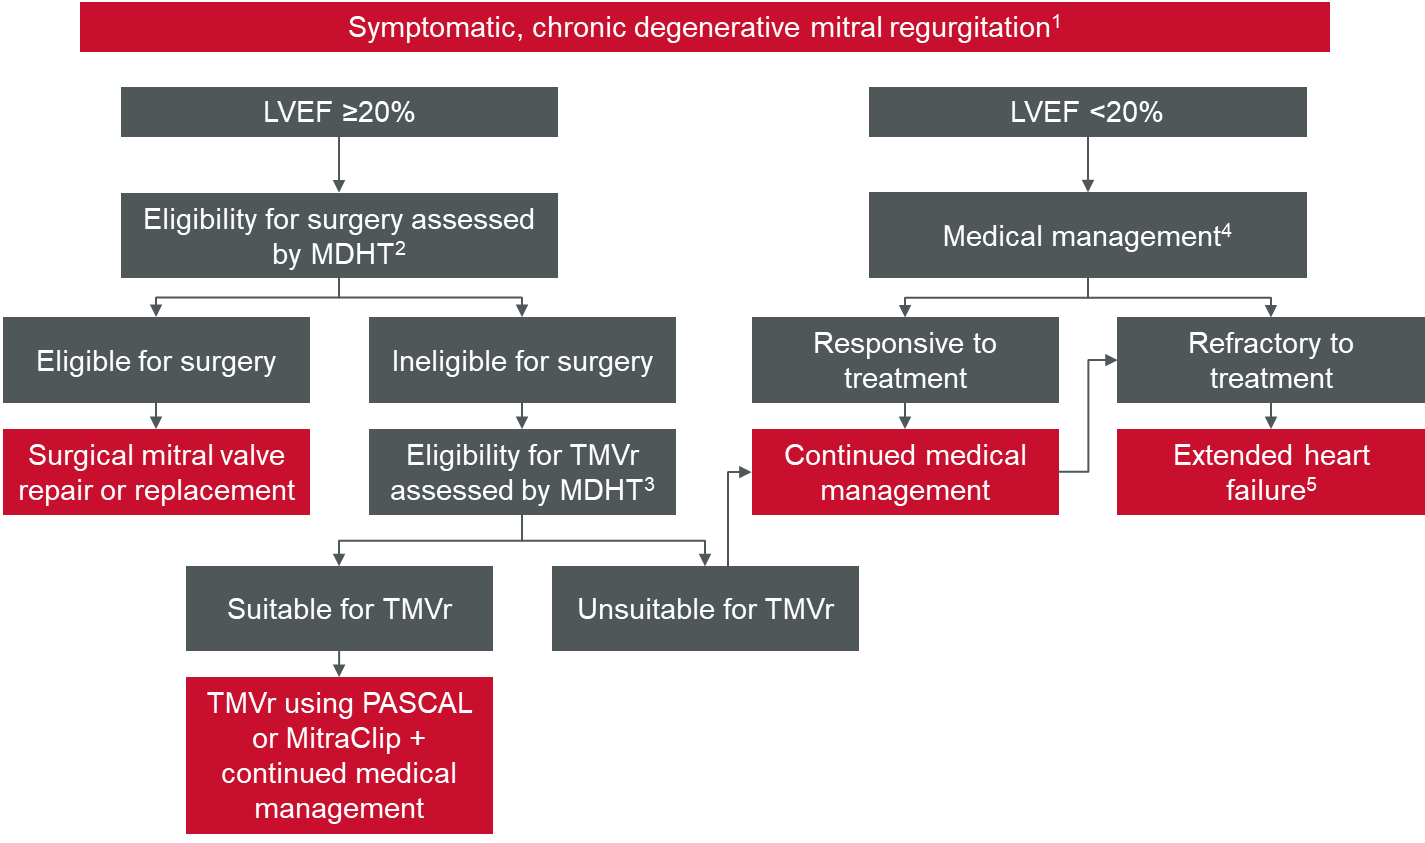 Symptomatic, chronic degenerative mitral regurgitation¹
LVEF ≥20%
LVEF <20%
Eligibility for surgery assessed
by MDHT²
Medical management⁴
Eligible for surgery
Ineligible for surgery
Responsive to
treatment
Refractory to
treatment
Surgical mitral valve
repair or replacement
Eligibility for TMVr
assessed by MDHT³
Continued medical
management
Extended heart
failure⁵
Suitable for TMVr
Unsuitable for TMVr
TMVr using PASCAL
or MitraClip +
continued medical
management